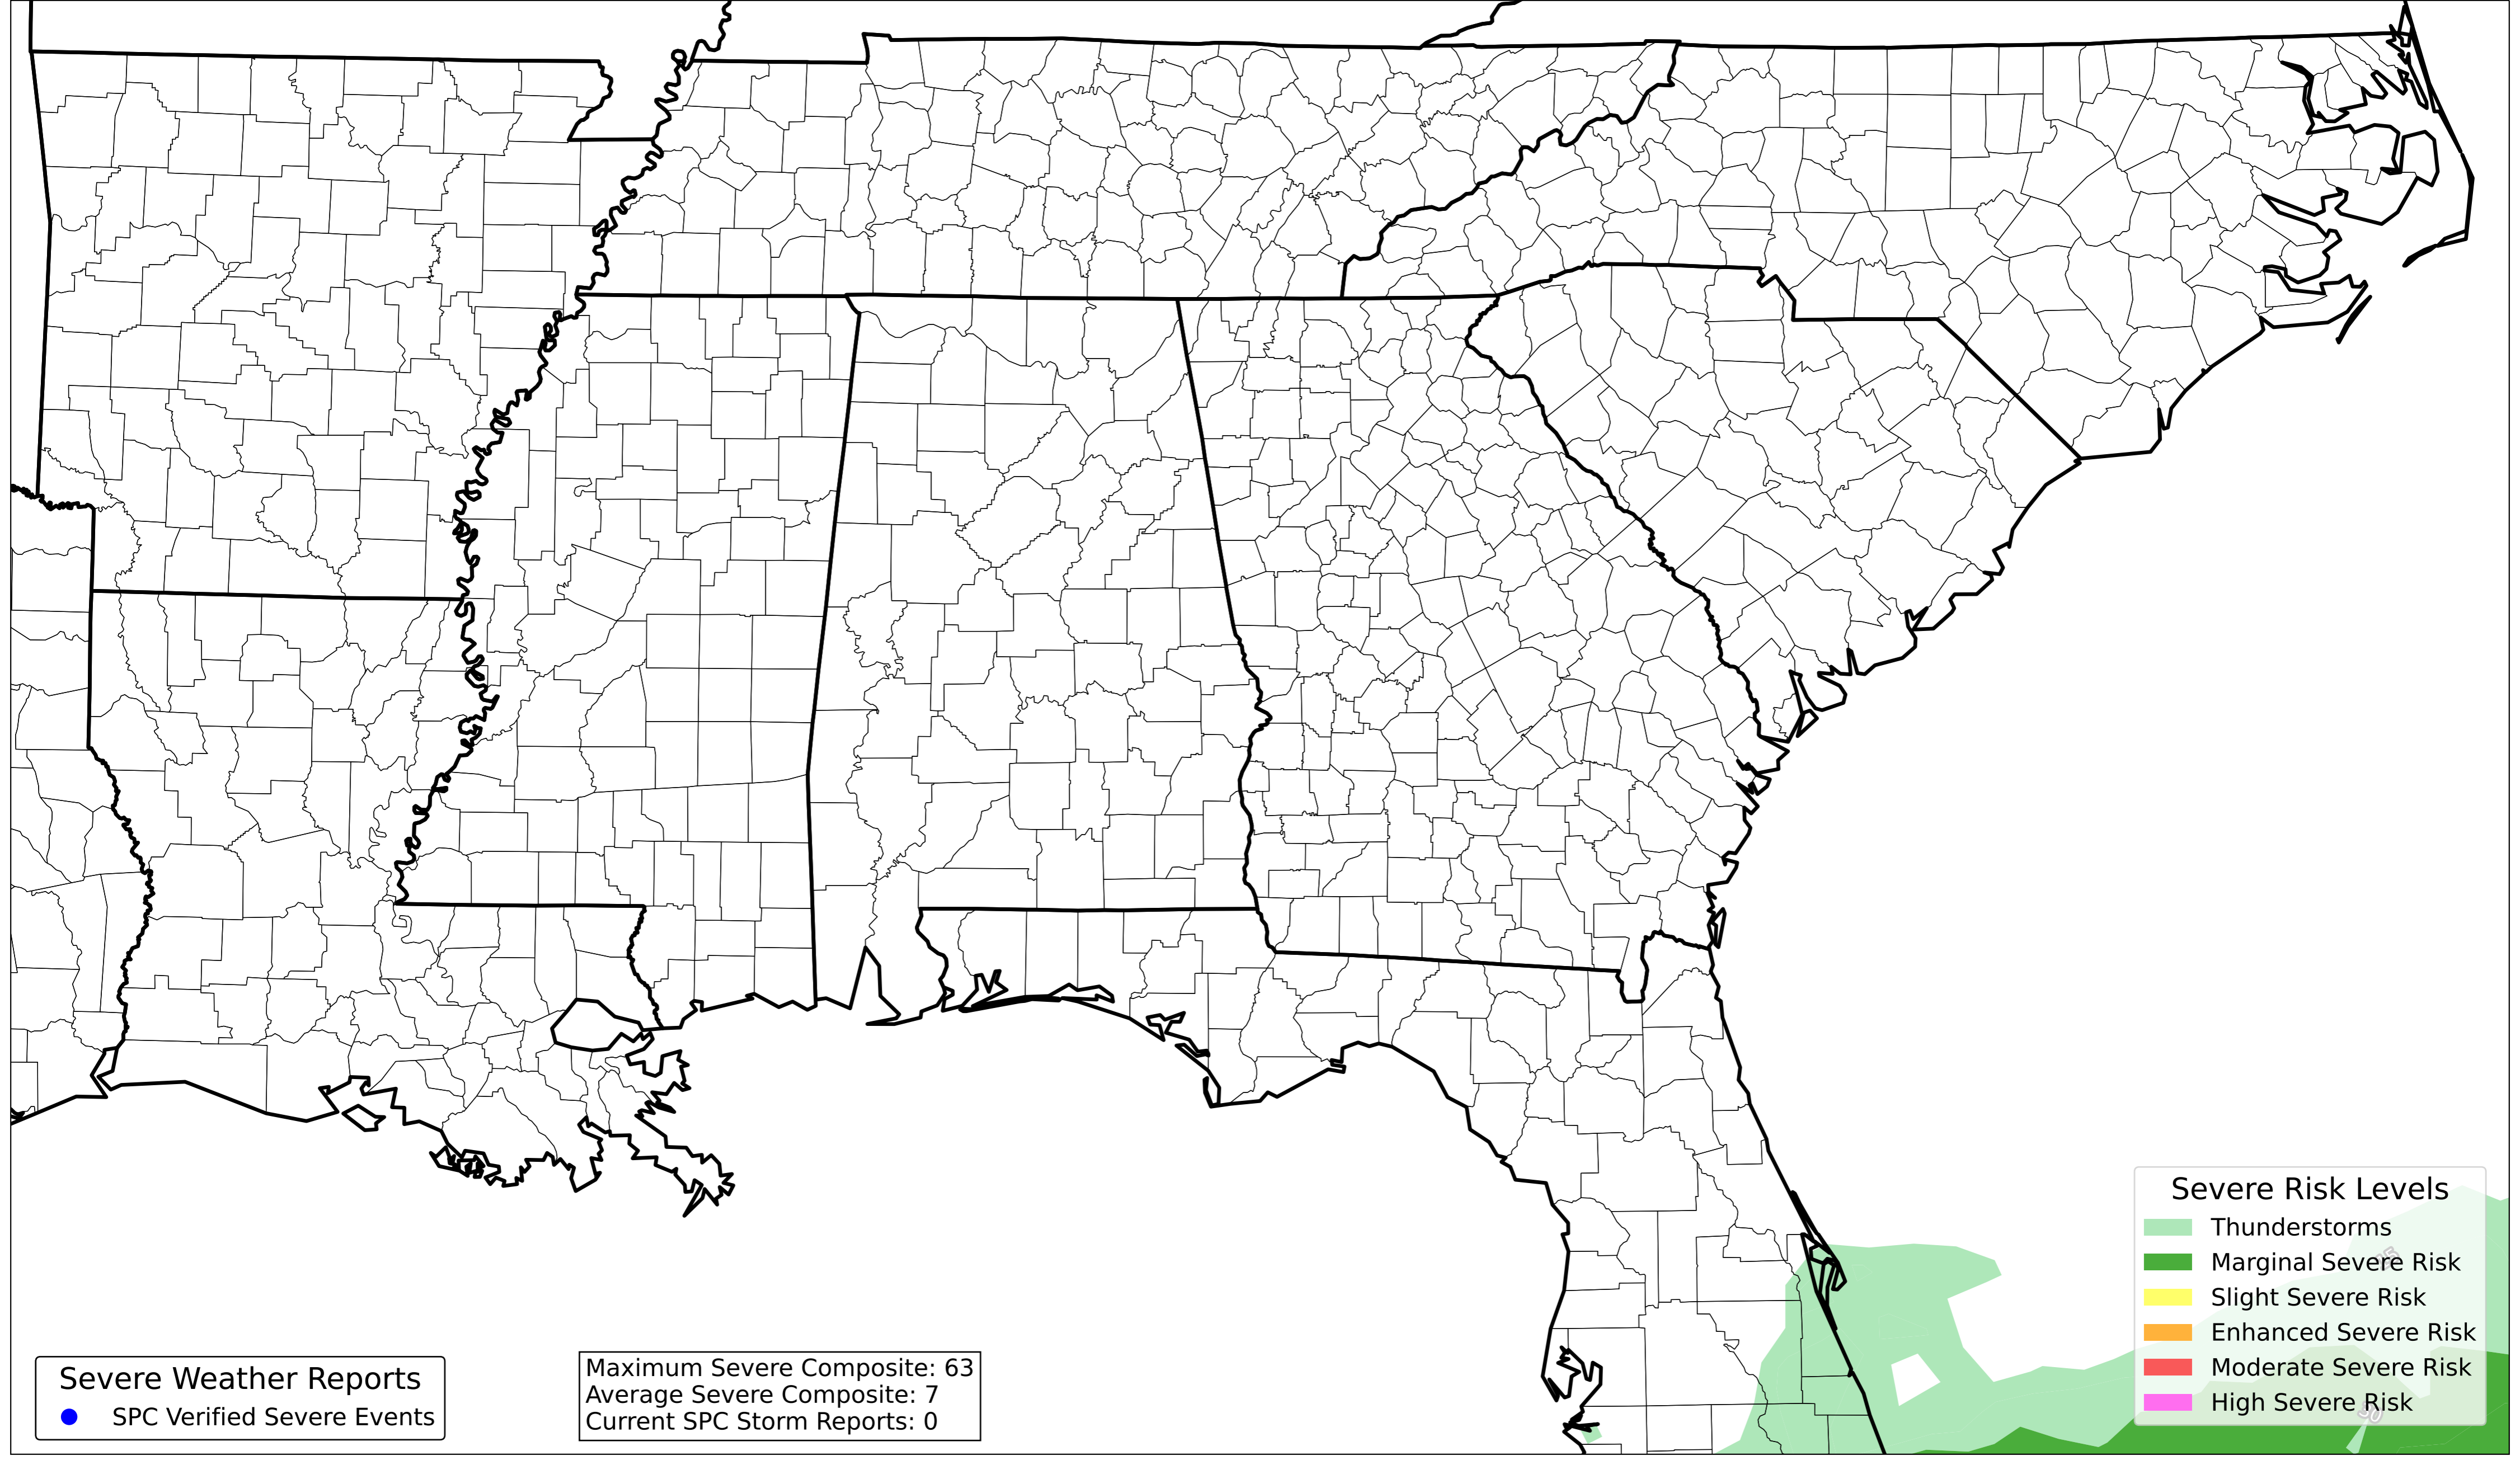 Severe Risk Levels
Thunderstorms
Marginal Severe Risk
Slight Severe Risk
Enhanced Severe Risk
Moderate Severe Risk
High Severe Risk
Severe Weather Reports
SPC Verified Severe Events
Maximum Severe Composite: 63
Average Severe Composite: 7
Current SPC Storm Reports: 0